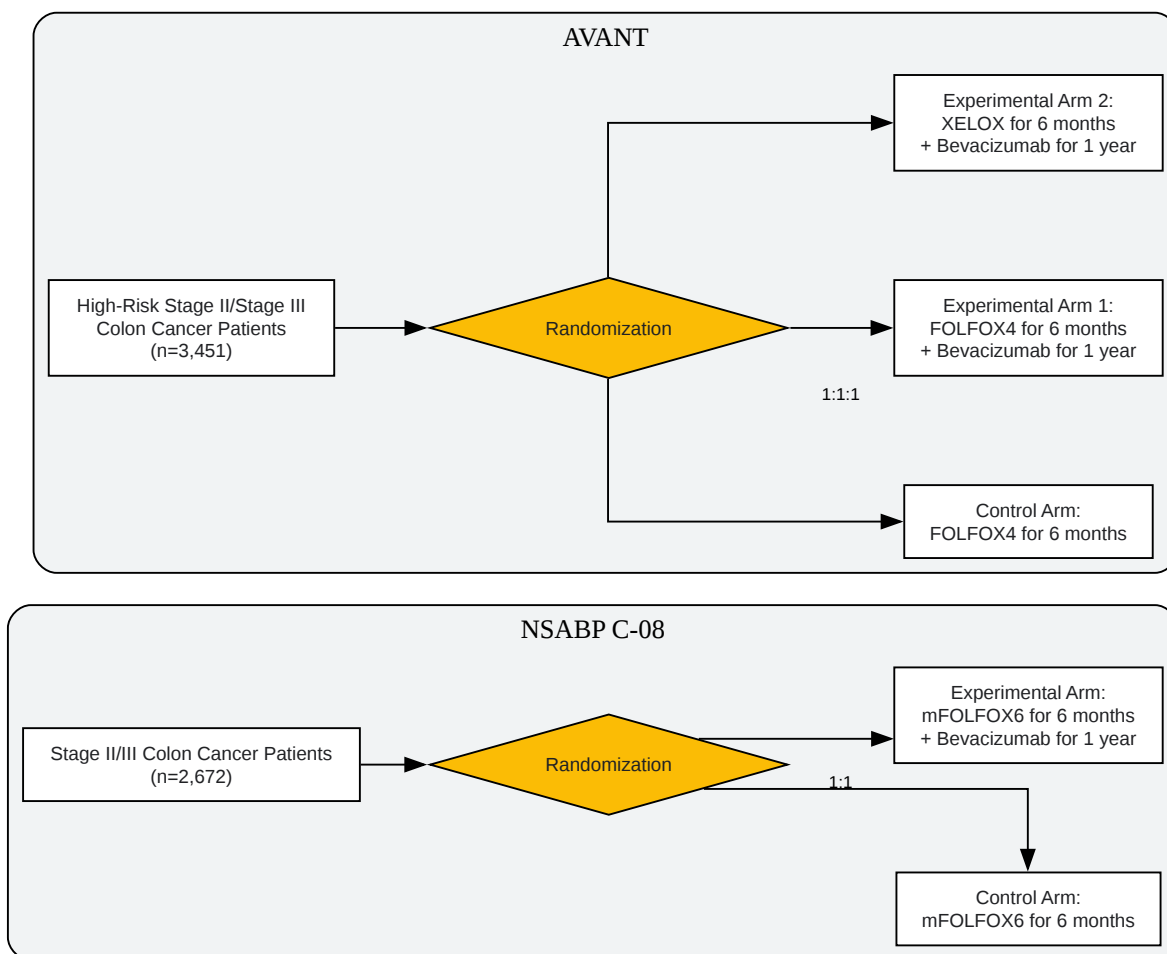 AVANT
Experimental Arm 2:
XELOX for 6 months
+ Bevacizumab for 1 year
High-Risk Stage II/Stage III
Colon Cancer Patients
(n=3,451)
Randomization
Experimental Arm 1:
FOLFOX4 for 6 months
+ Bevacizumab for 1 year
1:1:1
Control Arm:
FOLFOX4 for 6 months
NSABP C-08
Stage II/III Colon Cancer Patients
(n=2,672)
Randomization
Experimental Arm:
mFOLFOX6 for 6 months
+ Bevacizumab for 1 year
1:1
Control Arm:
mFOLFOX6 for 6 months